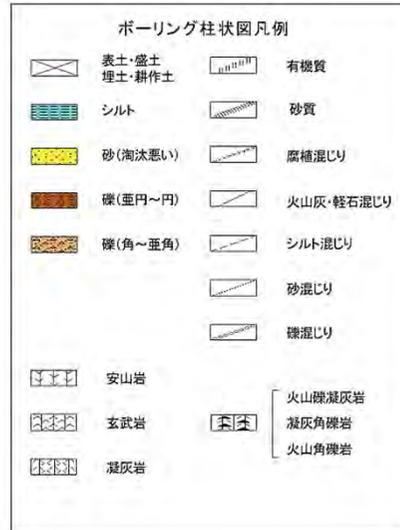 ボーリング柱状図凡例
表土・盛土
埋土・耕作土
シルト
砂(淘汰悪い)
礫(亜円～円)
礫(角～亜角)
安山岩
玄武岩
凝灰岩
有機質
砂質
腐植混じり
火山灰・軽石混じり
シルト混じり
砂混じり
礫混じり
火山礫凝灰岩
凝灰角礫岩
火山角礫岩